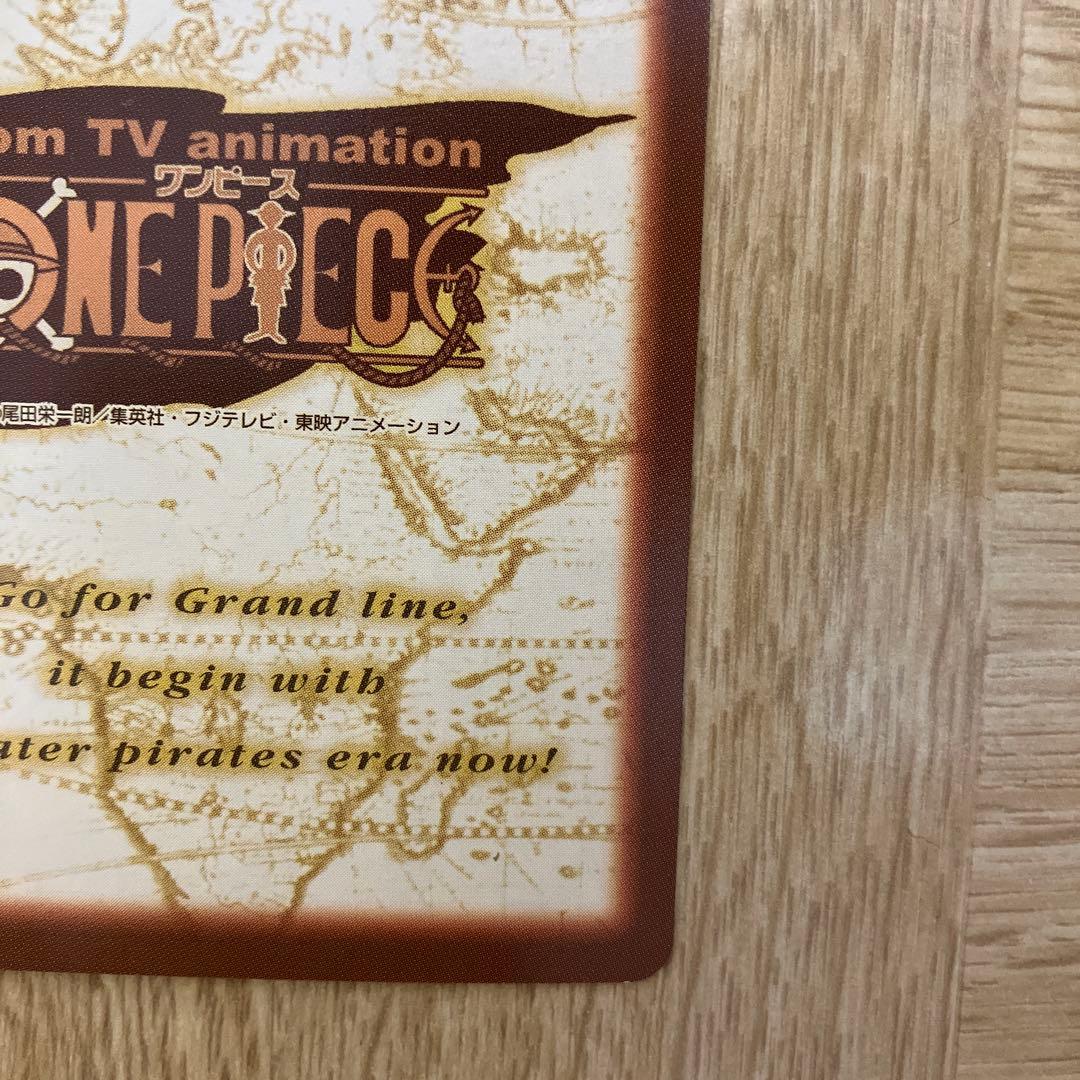 om TV animation
ワンピース
ONE PIECE
尾田栄一朗／集英社・フジテレビ・東映アニメーション
Go for Grand line,
it begin with
ater pirates era now!